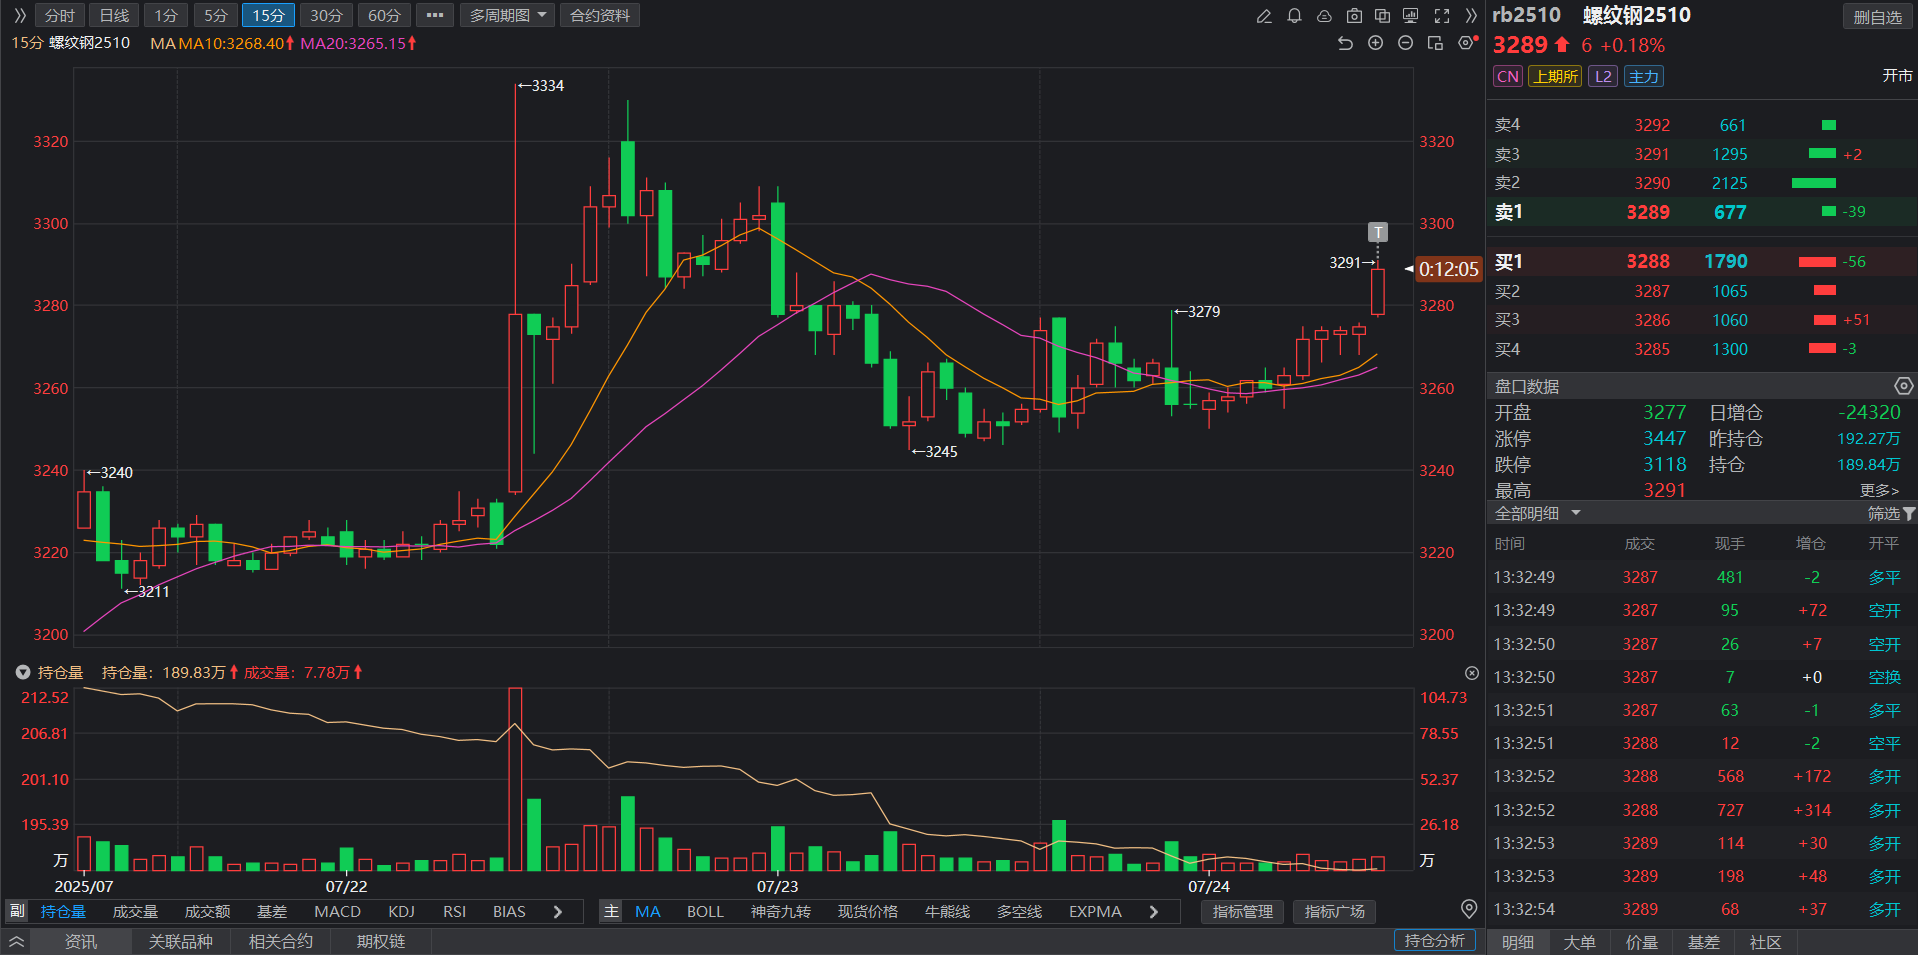 分时 日线 1分 5分 15分 30分 60分 ••• 多周期图 合约资料
15分 螺纹钢2510 MA MA10:3268.40 MA20:3265.15
3334
3320 3320
3300 3300
T
3291
0:12:05
3280 3280
3279
3260 3260
3245
3240 3240
3240
3220 3220
3211
3200 3200
持仓量 持仓量: 189.83万 成交量: 7.78万
212.52 104.73
206.81 78.55
201.10 52.37
195.39 26.18
万 万
2025/07 07/22 07/23 07/24
副 持仓量 成交量 成交额 基差 MACD KDJ RSI BIAS 主 MA BOLL 神奇九转 现货价格 牛熊线 多空线 EXPMA 指标管理 指标广场
资讯 关联品种 相关合约 期权链 持仓分析
rb2510 螺纹钢2510 删自选
3289 6 +0.18%
CN 上期所 L2 主力 开市
卖4 3292 661
卖3 3291 1295 +2
卖2 3290 2125
卖1 3289 677 -39
买1 3288 1790 -56
买2 3287 1065
买3 3286 1060 +51
买4 3285 1300 -3
盘口数据
开盘 3277 日增仓 -24320
涨停 3447 昨持仓 192.27万
跌停 3118 持仓 189.84万
最高 3291 更多>
全部明细 筛选
时间 成交 现手 增仓 开平
13:32:49 3287 481 -2 多平
13:32:49 3287 95 +72 空开
13:32:50 3287 26 +7 空开
13:32:50 3287 7 +0 空换
13:32:51 3287 63 -1 多平
13:32:51 3288 12 -2 空平
13:32:52 3288 568 +172 多开
13:32:52 3288 727 +314 多开
13:32:53 3289 114 +30 多开
13:32:53 3289 198 +48 多开
13:32:54 3289 68 +37 多开
明细 大单 价量 基差 社区